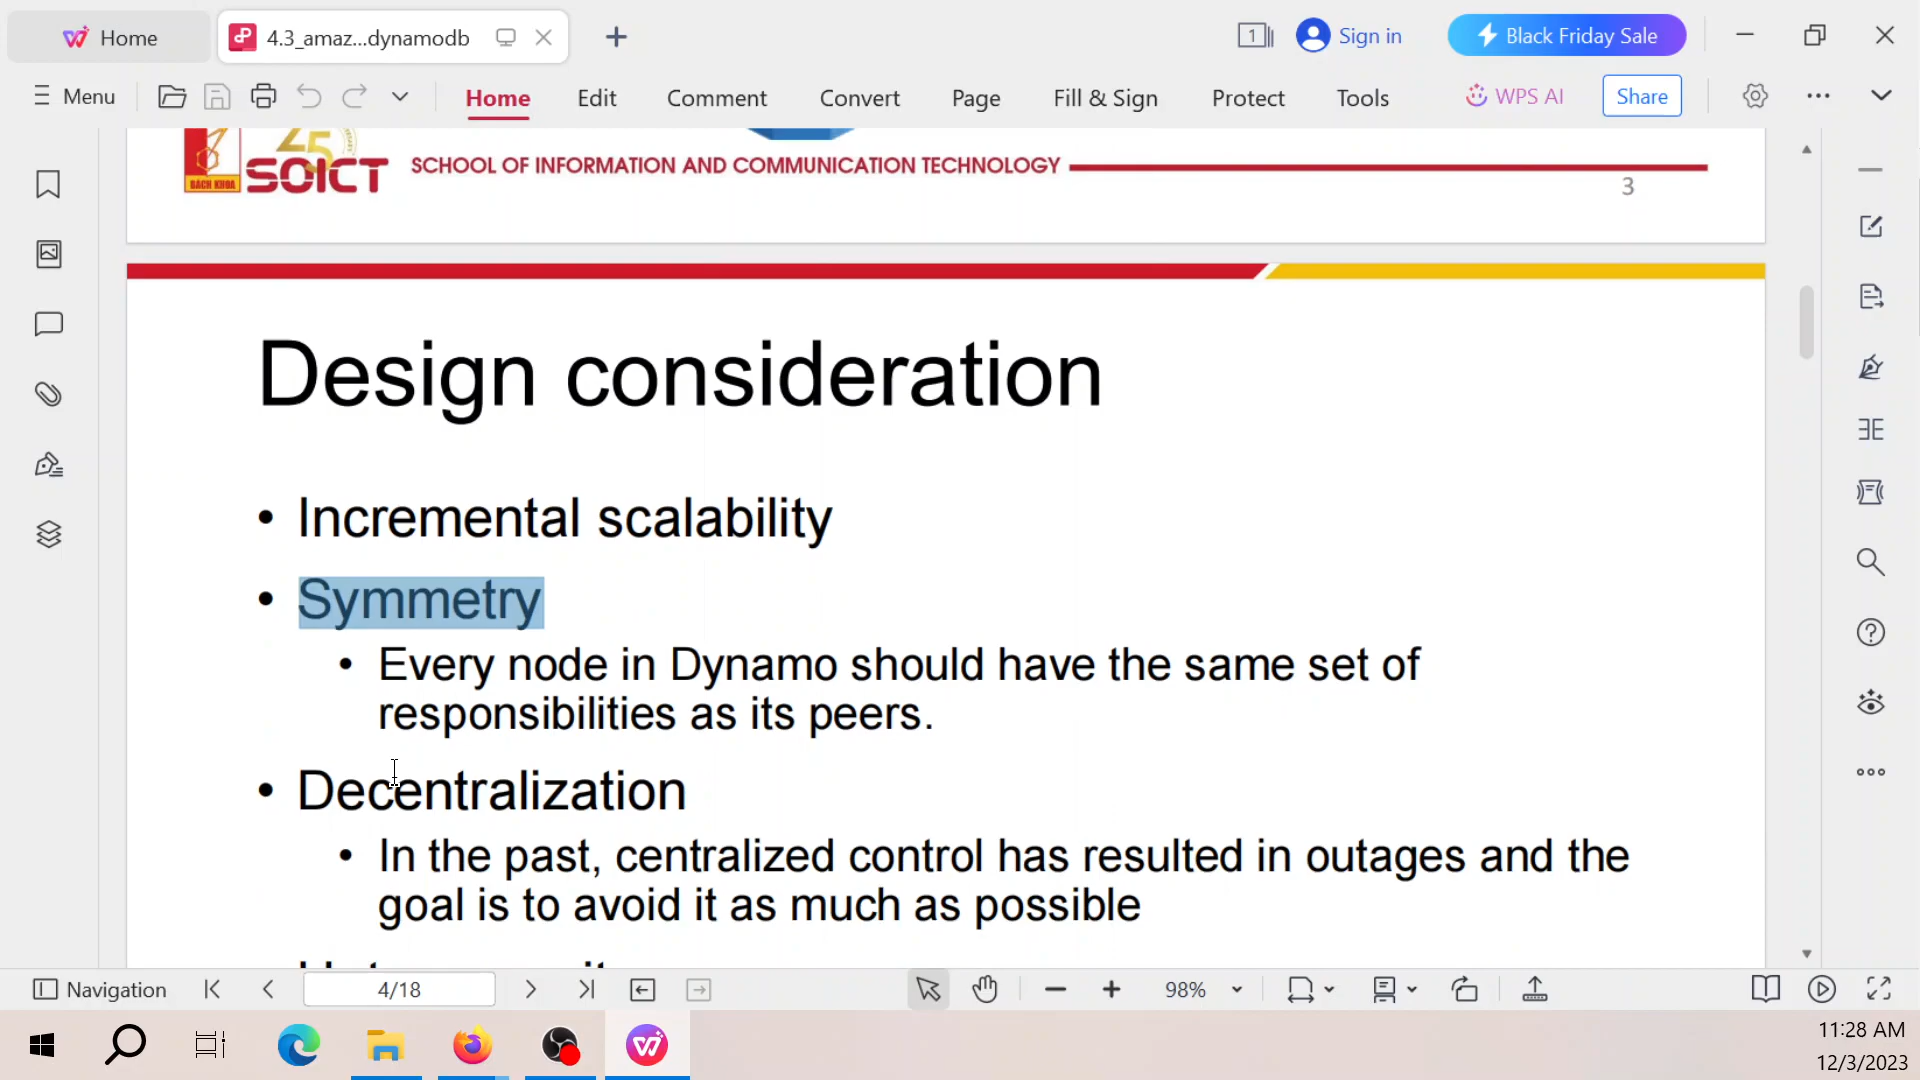 Home
4.3_amaz...dynamodb
1
Sign in
Black Friday Sale
Menu
Home
Edit
Comment
Convert
Page
Fill & Sign
Protect
Tools
WPS AI
Share
BÁCH KHOA
25
SOICT
SCHOOL OF INFORMATION AND COMMUNICATION TECHNOLOGY
3
Design consideration
• Incremental scalability
• Symmetry
• Every node in Dynamo should have the same set of
responsibilities as its peers.
• Decentralization
• In the past, centralized control has resulted in outages and the
goal is to avoid it as much as possible
Navigation
4/18
98%
11:28 AM
12/3/2023